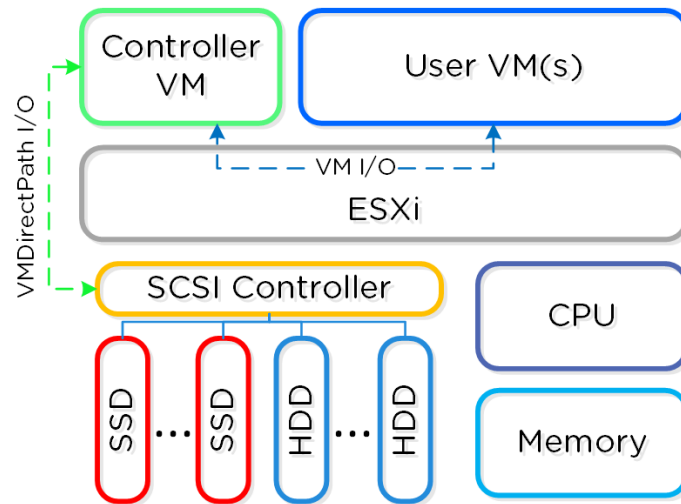 Controller
VM
User VM(s)
VMDirectPath I/O
VM I/O
ESXi
SCSI Controller
CPU
SSD
...
SSD
HDD
...
HDD
Memory